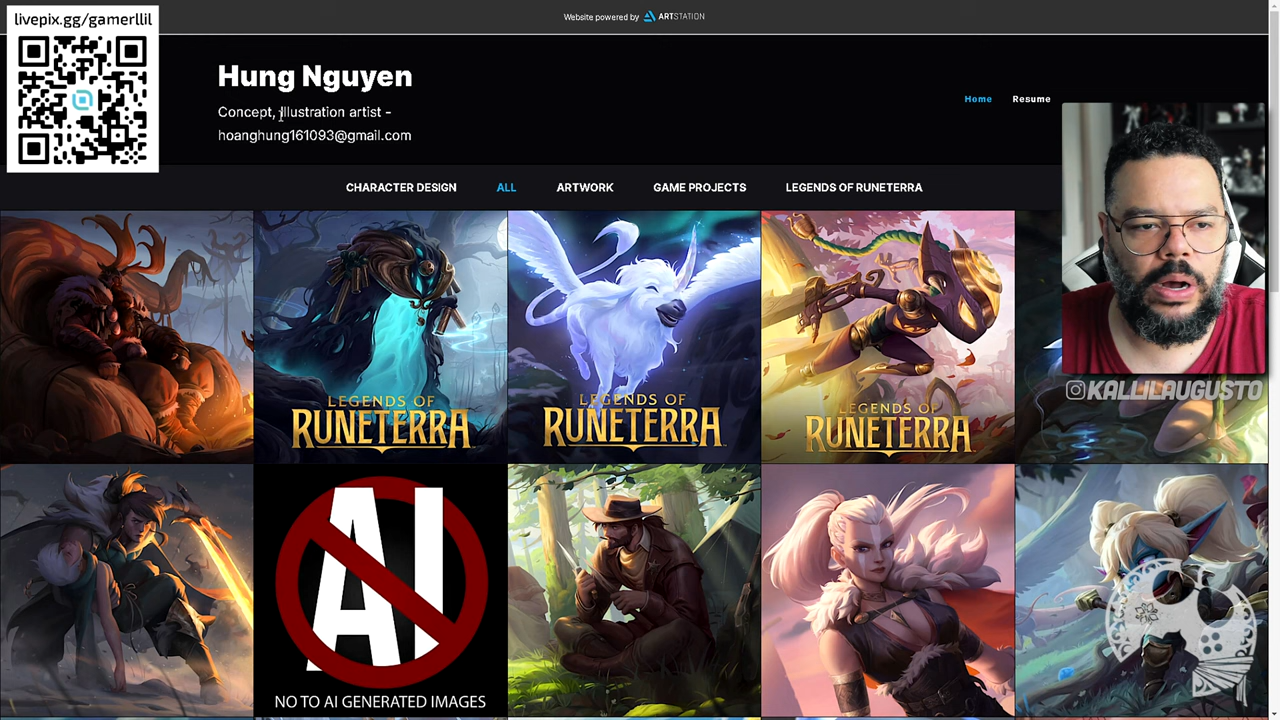 livepix.gg/gamerllil
Website powered by ARTSTATION
Hung Nguyen
Concept, illustration artist -
hoanghung161093@gmail.com
Home Resume
CHARACTER DESIGN ALL ARTWORK GAME PROJECTS LEGENDS OF RUNETERRA
KALLILAUGUSTO
LEGENDS OF
RUNETERRA
LEGENDS OF
RUNETERRA
LEGENDS OF
RUNETERRA
AI
NO TO AI GENERATED IMAGES